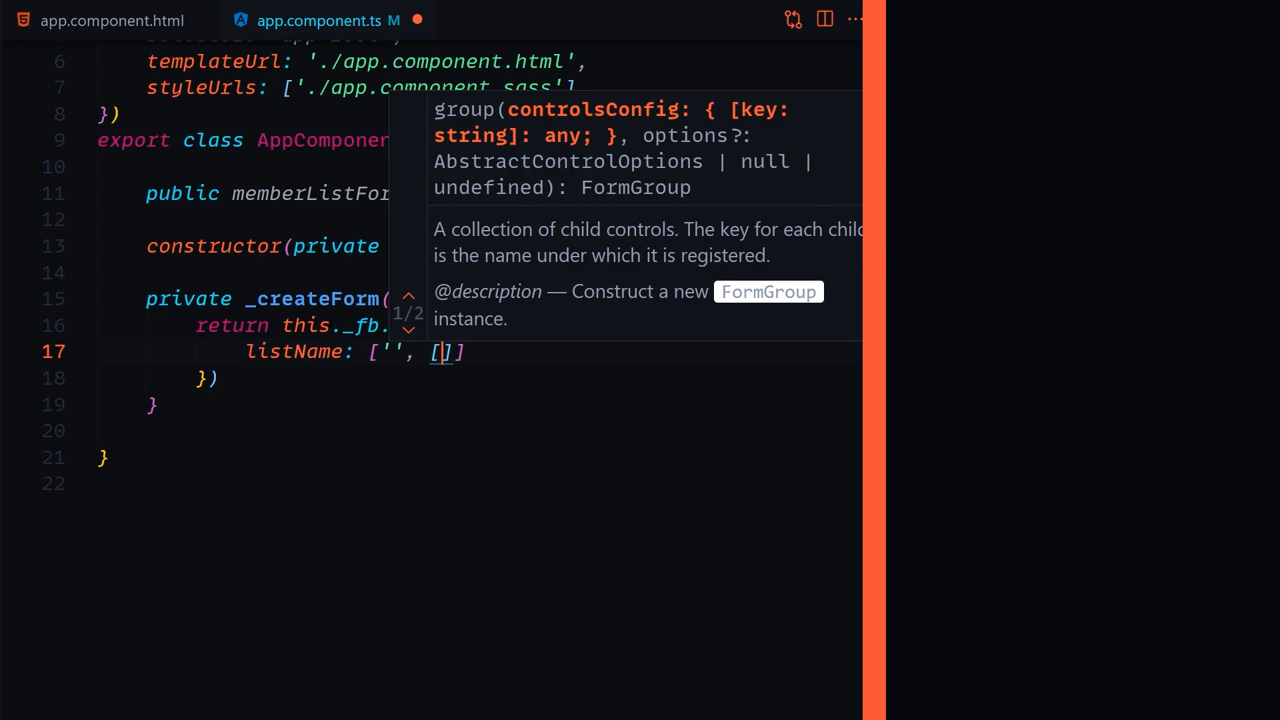 app.component.html
app.component.ts M
6 templateUrl: './app.component.html',
7 styleUrls: ['./app.component.sass']
8 })
9 export class AppComponen
10
11 public memberListFor
12
13 constructor(private
14
15 private _createForm(
16 return this._fb.
17 listName: ['', []]
18 })
19 }
20
21 }
22
group(controlsConfig: { [key:
string]: any; }, options?:
AbstractControlOptions | null |
undefined): FormGroup
A collection of child controls. The key for each child
is the name under which it is registered.
@description — Construct a new FormGroup
instance.
1/2